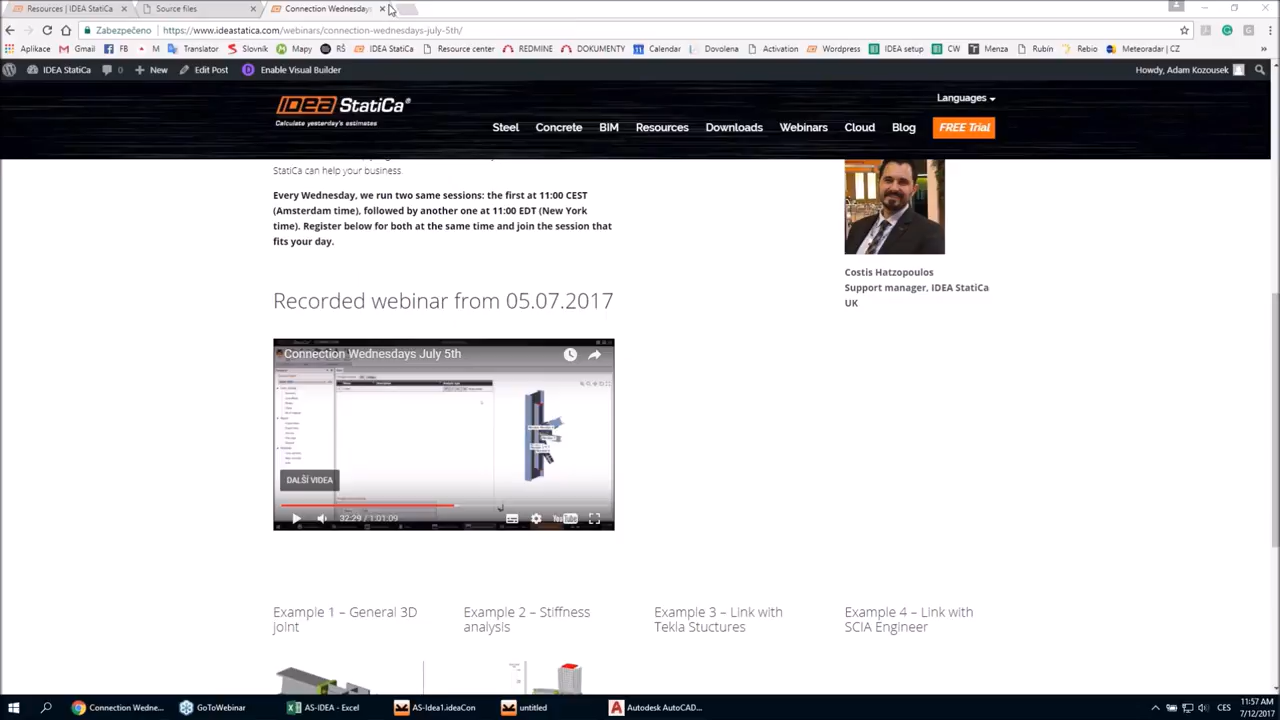 Resources | IDEA StatiCa
Source files
Connection Wednesdays
Zabezpečeno
https://www.ideastatica.com/webinars/connection-wednesdays-july-5th/
Aplikace Gmail FB M Translator Slovník Mapy RŠ IDEA StatiCa Resource center REDMINE DOKUMENTY Calendar Dovolena Activation Wordpress IDEA setup CW Menza Rubín Rebio Meteoradar | CZ
IDEA StatiCa 0 New Edit Post Enable Visual Builder Howdy, Adam Kozousek
IDEA StatiCa®
Calculate yesterday's estimates
Languages
Steel Concrete BIM Resources Downloads Webinars Cloud Blog FREE Trial
StatiCa can help your business.
Every Wednesday, we run two same sessions: the first at 11:00 CEST
(Amsterdam time), followed by another one at 11:00 EDT (New York
time). Register below for both at the same time and join the session that
fits your day.
Costis Hatzopoulos
Support manager, IDEA StatiCa
UK
Recorded webinar from 05.07.2017
Connection Wednesdays July 5th
DALŠÍ VIDEA
32:29 / 1:01:09
YouTube
Example 1 – General 3D
joint
Example 2 – Stiffness
analysis
Example 3 – Link with
Tekla Stuctures
Example 4 – Link with
SCIA Engineer
Connection Wedne... GoToWebinar AS-IDEA - Excel AS-Idea1.ideaCon untitled Autodesk AutoCAD... CES
11:57 AM
7/12/2017